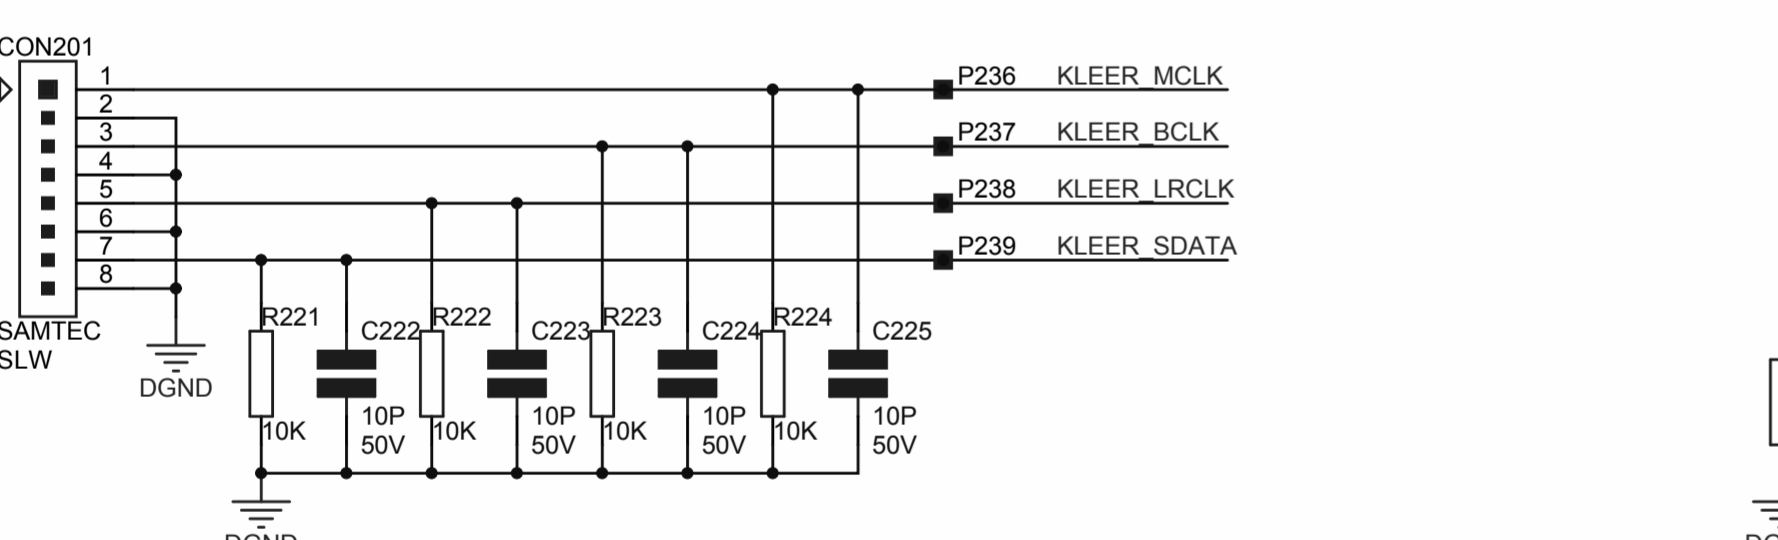 CON201
1
P236 KLEER_MCLK
2
3
P237 KLEER_BCLK
4
5
P238 KLEER_LRCLK
6
7
P239 KLEER_SDATA
8
SAMTEC
SLW
DGND
R221
C222
R222
C223
R223
C224
R224
C225
10K
10P
50V
10K
10P
50V
10K
10P
50V
10K
10P
50V
DGND